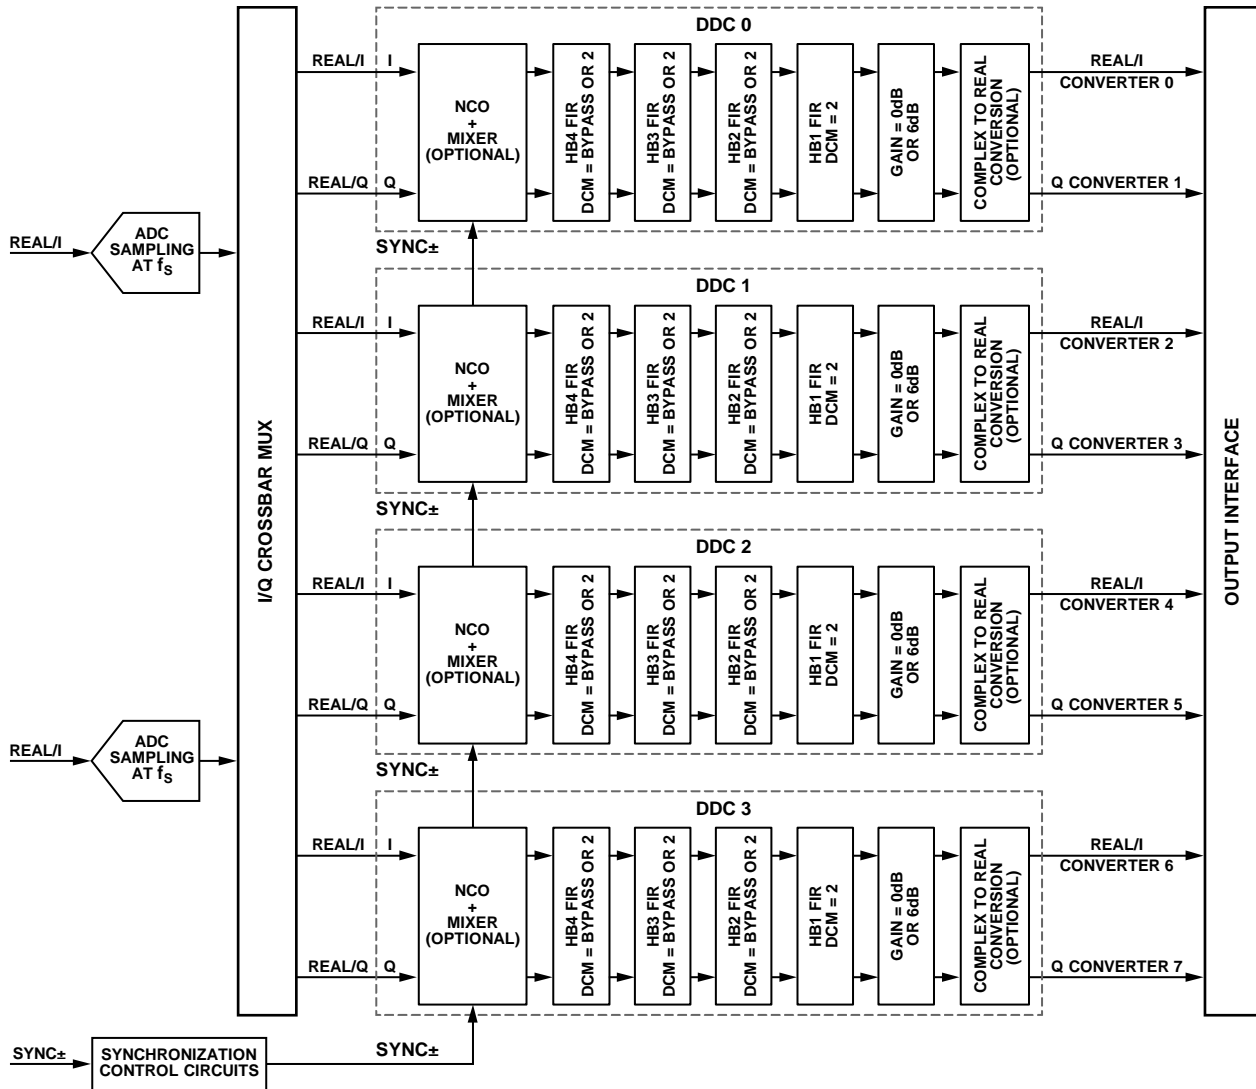 I/Q CROSSBAR MUX
OUTPUT INTERFACE
REAL/I
ADC
SAMPLING
AT fS
REAL/I
ADC
SAMPLING
AT fS
SYNC±
SYNCHRONIZATION
CONTROL CIRCUITS
SYNC±
DDC 0
REAL/I I
REAL/Q Q
NCO
+
MIXER
(OPTIONAL)
HB4 FIR
DCM = BYPASS OR 2
HB3 FIR
DCM = BYPASS OR 2
HB2 FIR
DCM = BYPASS OR 2
HB1 FIR
DCM = 2
GAIN = 0dB
OR 6dB
COMPLEX TO REAL
CONVERSION
(OPTIONAL)
REAL/I
CONVERTER 0
Q CONVERTER 1
SYNC±
DDC 1
REAL/I I
REAL/Q Q
NCO
+
MIXER
(OPTIONAL)
HB4 FIR
DCM = BYPASS OR 2
HB3 FIR
DCM = BYPASS OR 2
HB2 FIR
DCM = BYPASS OR 2
HB1 FIR
DCM = 2
GAIN = 0dB
OR 6dB
COMPLEX TO REAL
CONVERSION
(OPTIONAL)
REAL/I
CONVERTER 2
Q CONVERTER 3
SYNC±
DDC 2
REAL/I I
REAL/Q Q
NCO
+
MIXER
(OPTIONAL)
HB4 FIR
DCM = BYPASS OR 2
HB3 FIR
DCM = BYPASS OR 2
HB2 FIR
DCM = BYPASS OR 2
HB1 FIR
DCM = 2
GAIN = 0dB
OR 6dB
COMPLEX TO REAL
CONVERSION
(OPTIONAL)
REAL/I
CONVERTER 4
Q CONVERTER 5
SYNC±
DDC 3
REAL/I I
REAL/Q Q
NCO
+
MIXER
(OPTIONAL)
HB4 FIR
DCM = BYPASS OR 2
HB3 FIR
DCM = BYPASS OR 2
HB2 FIR
DCM = BYPASS OR 2
HB1 FIR
DCM = 2
GAIN = 0dB
OR 6dB
COMPLEX TO REAL
CONVERSION
(OPTIONAL)
REAL/I
CONVERTER 6
Q CONVERTER 7